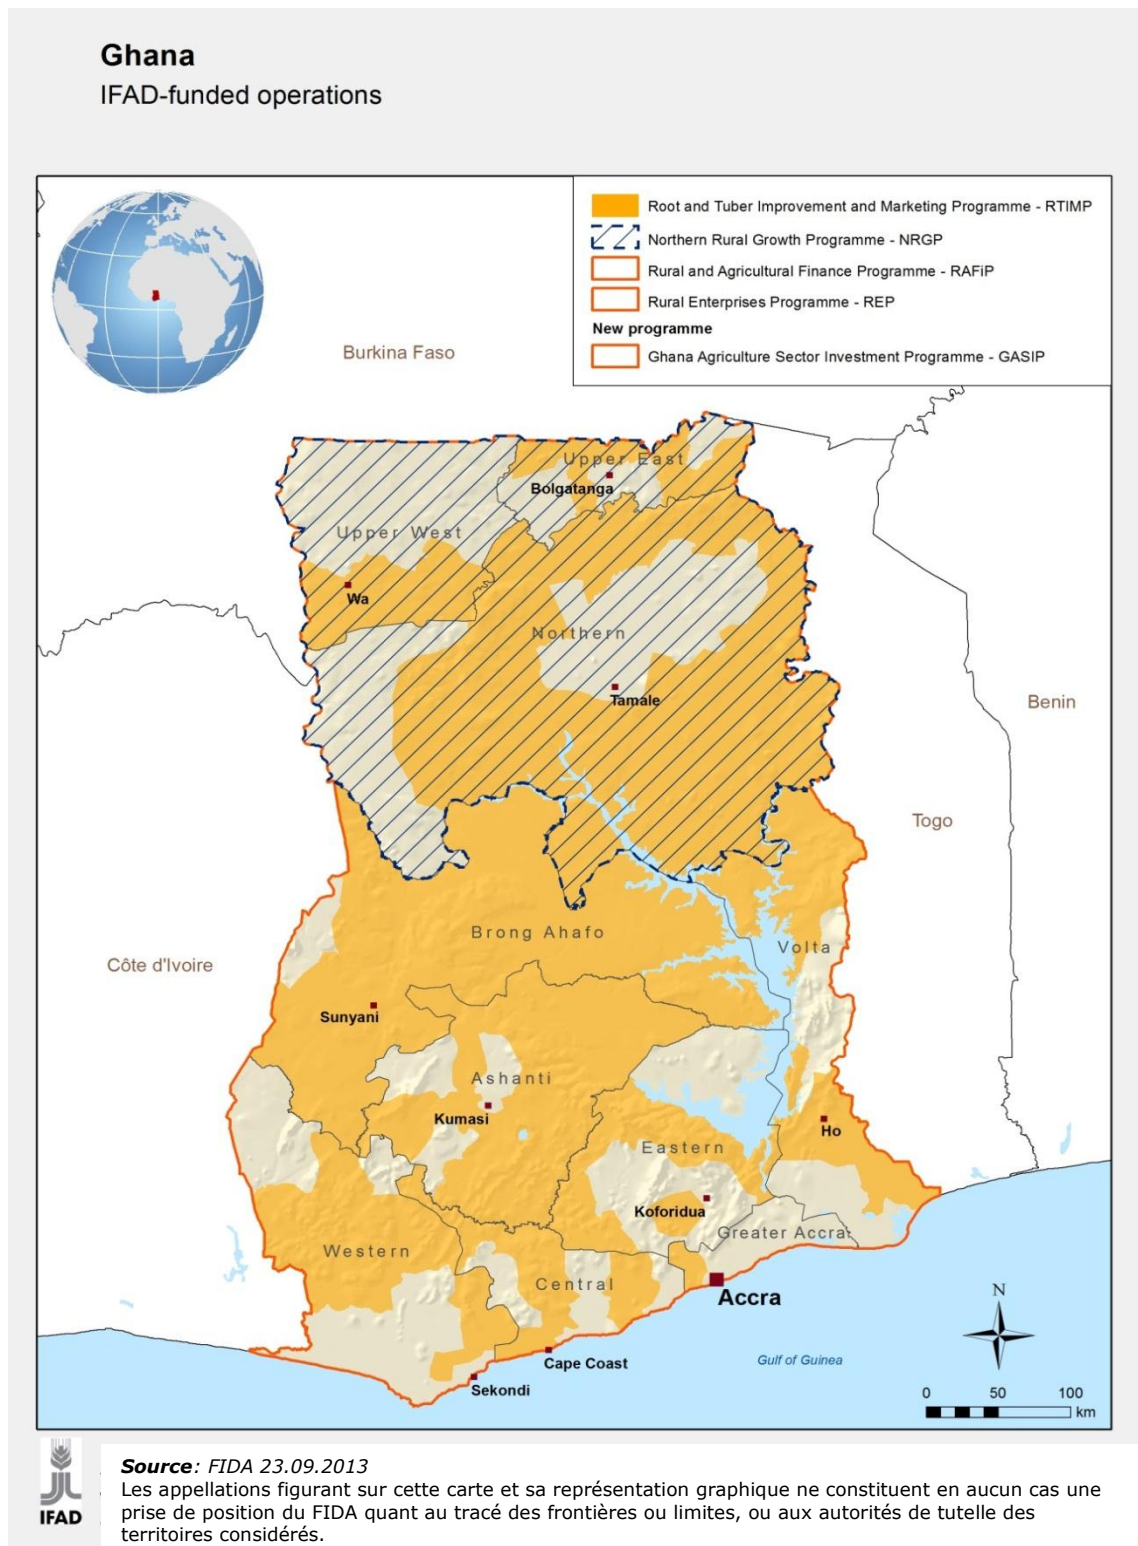 Ghana
IFAD-funded operations
Root and Tuber Improvement and Marketing Programme - RTIMP
Northern Rural Growth Programme - NRGP
Rural and Agricultural Finance Programme - RAFiP
Rural Enterprises Programme - REP
New programme
Ghana Agriculture Sector Investment Programme - GASIP
Burkina Faso
Upper East
Bolgatanga
Upper West
Wa
Northern
Tamale
Benin
Togo
Brong Ahafo
Volta
Côte d'Ivoire
Sunyani
Ashanti
Kumasi
Ho
Eastern
Koforidua
Greater Accra
Western
Central
Accra
N
Cape Coast
Gulf of Guinea
Sekondi
0 50 100
km
IFAD
Source: FIDA 23.09.2013
Les appellations figurant sur cette carte et sa représentation graphique ne constituent en aucun cas une
prise de position du FIDA quant au tracé des frontières ou limites, ou aux autorités de tutelle des
territoires considérés.